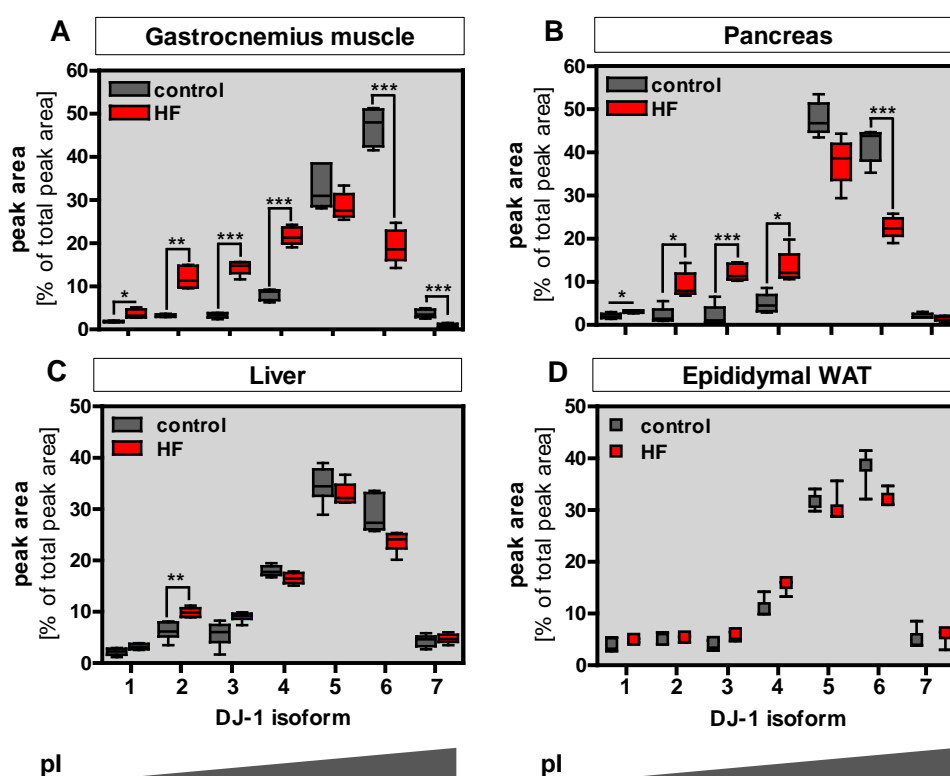 A Gastrocnemius muscle
peak area
[% of total peak area]
60
50
40
30
20
10
0
control
HF
*
**
***
***
***
***
B Pancreas
peak area
[% of total peak area]
60
50
40
30
20
10
0
control
HF
*
*
***
*
***
C Liver
peak area
[% of total peak area]
50
40
30
20
10
0
control
HF
**
1 2 3 4 5 6 7
DJ-1 isoform
pI
D Epididymal WAT
peak area
[% of total peak area]
50
40
30
20
10
0
control
HF
1 2 3 4 5 6 7
DJ-1 isoform
pI